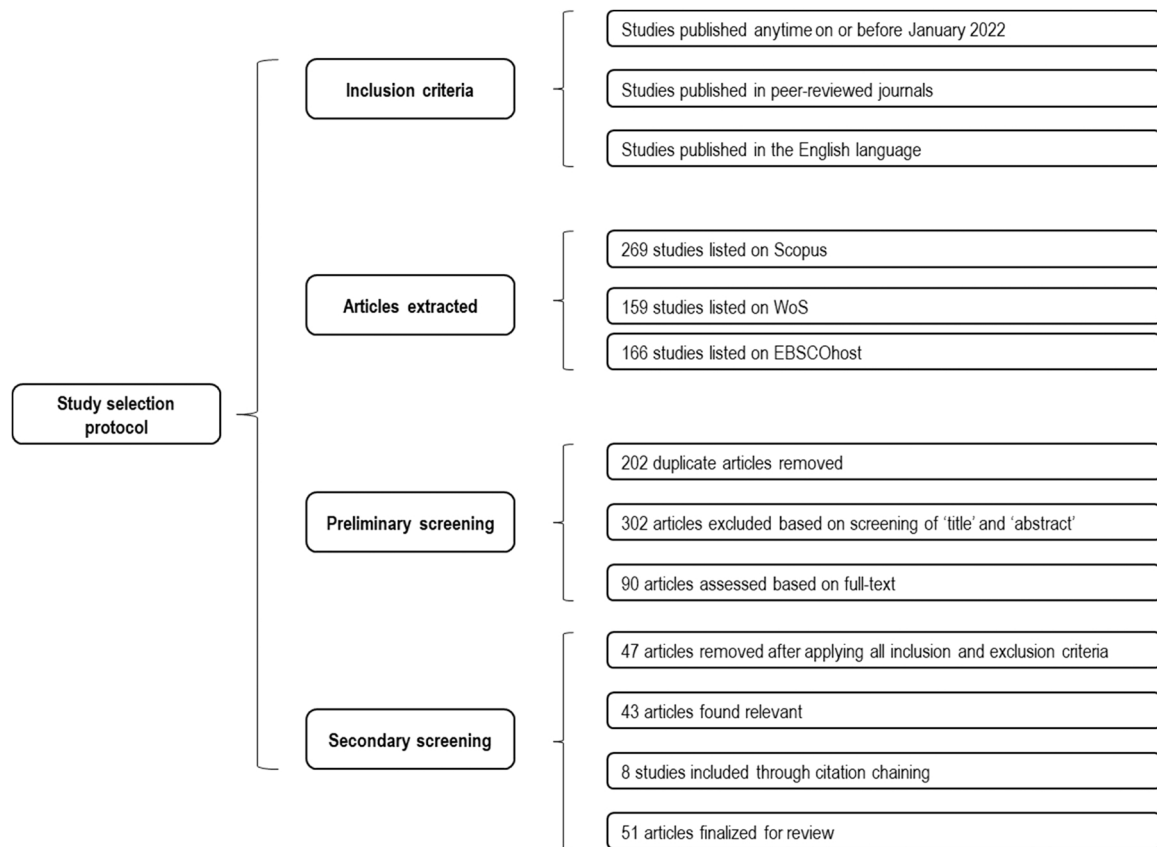 Study selection
protocol
Inclusion criteria
Studies published anytime on or before January 2022
Studies published in peer-reviewed journals
Studies published in the English language
Articles extracted
269 studies listed on Scopus
159 studies listed on WoS
166 studies listed on EBSCOhost
Preliminary screening
202 duplicate articles removed
302 articles excluded based on screening of ‘title’ and ‘abstract’
90 articles assessed based on full-text
Secondary screening
47 articles removed after applying all inclusion and exclusion criteria
43 articles found relevant
8 studies included through citation chaining
51 articles finalized for review